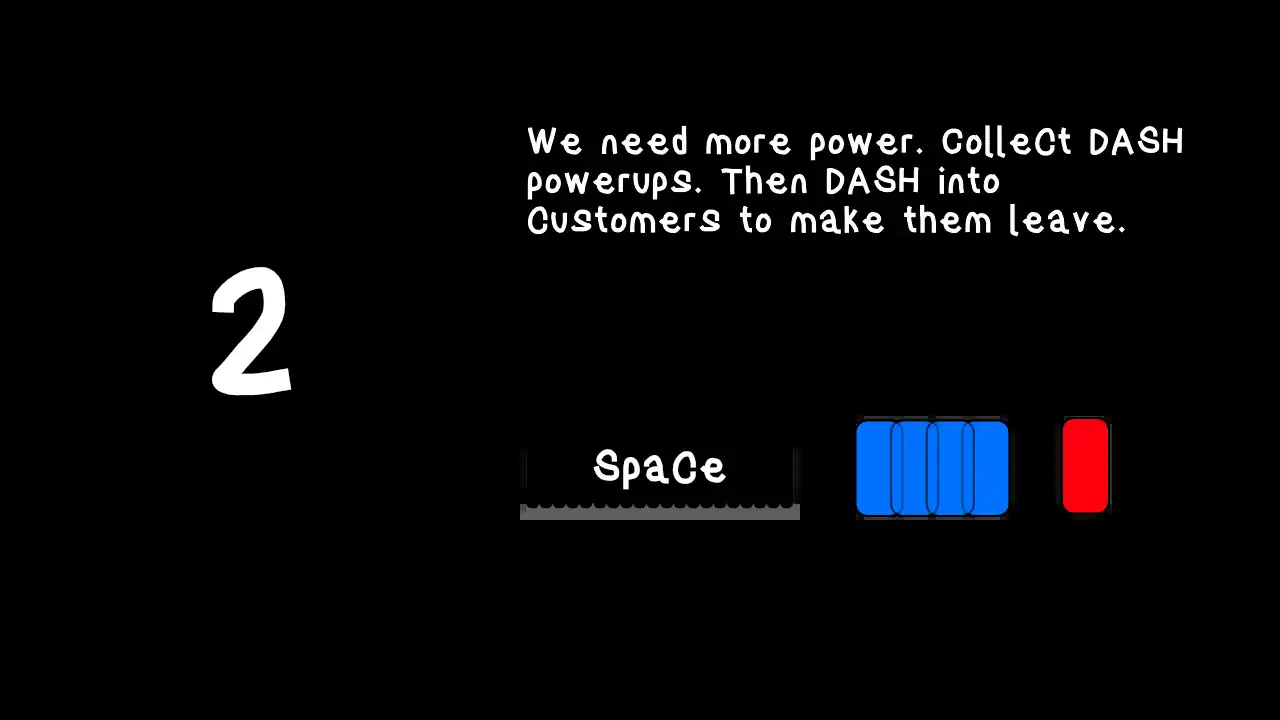 2
We need more power. Collect DASH
powerups. Then DASH into
Customers to make them leave.
Space